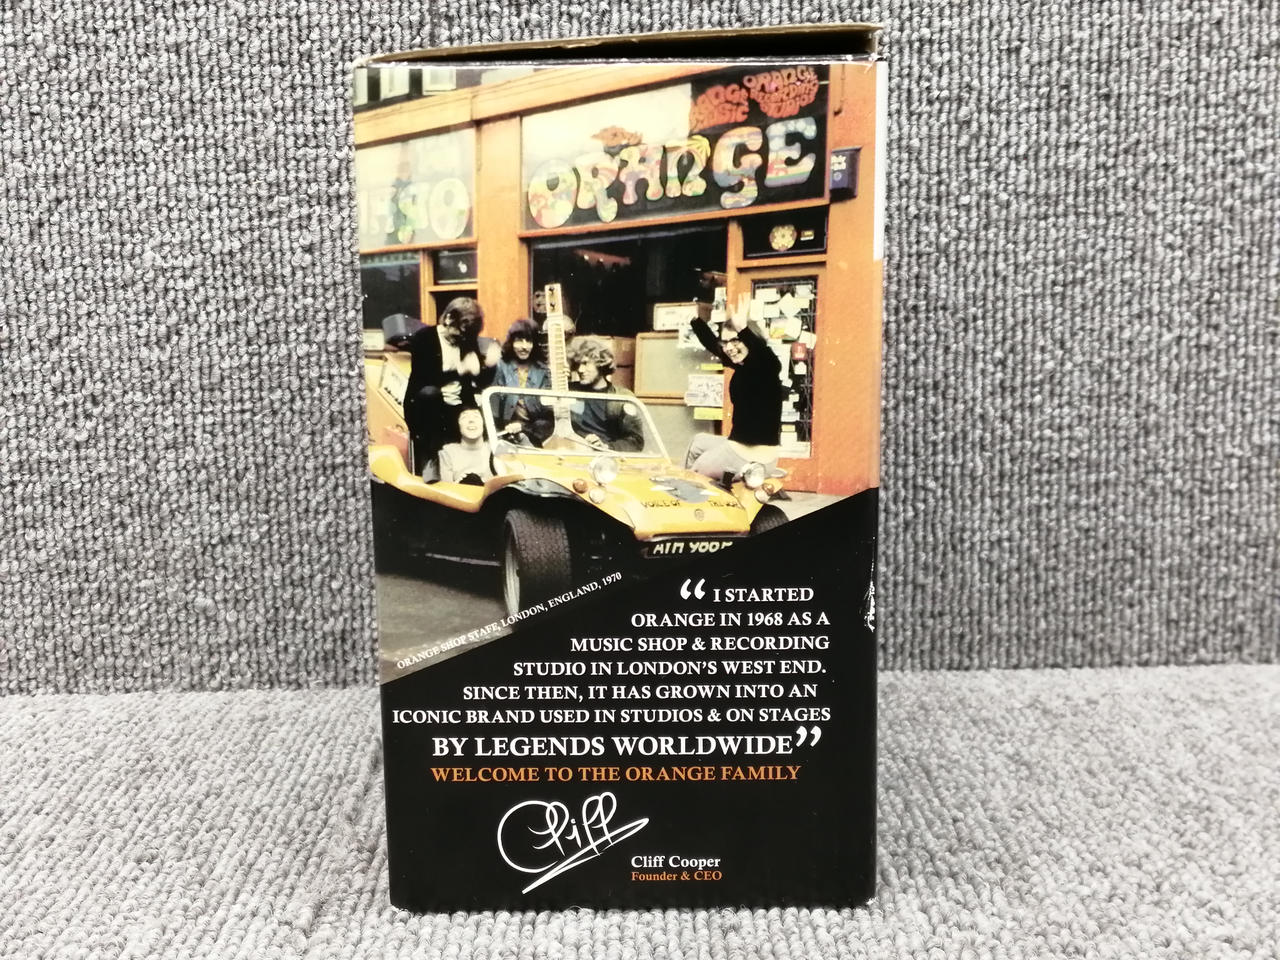 ORANGE
ORANGE SHOP STAFF, LONDON, ENGLAND, 1970
“ I STARTED
ORANGE IN 1968 AS A
MUSIC SHOP & RECORDING
STUDIO IN LONDON’S WEST END.
SINCE THEN, IT HAS GROWN INTO AN
ICONIC BRAND USED IN STUDIOS & ON STAGES
BY LEGENDS WORLDWIDE”
WELCOME TO THE ORANGE FAMILY
Cliff
Cliff Cooper
Founder & CEO